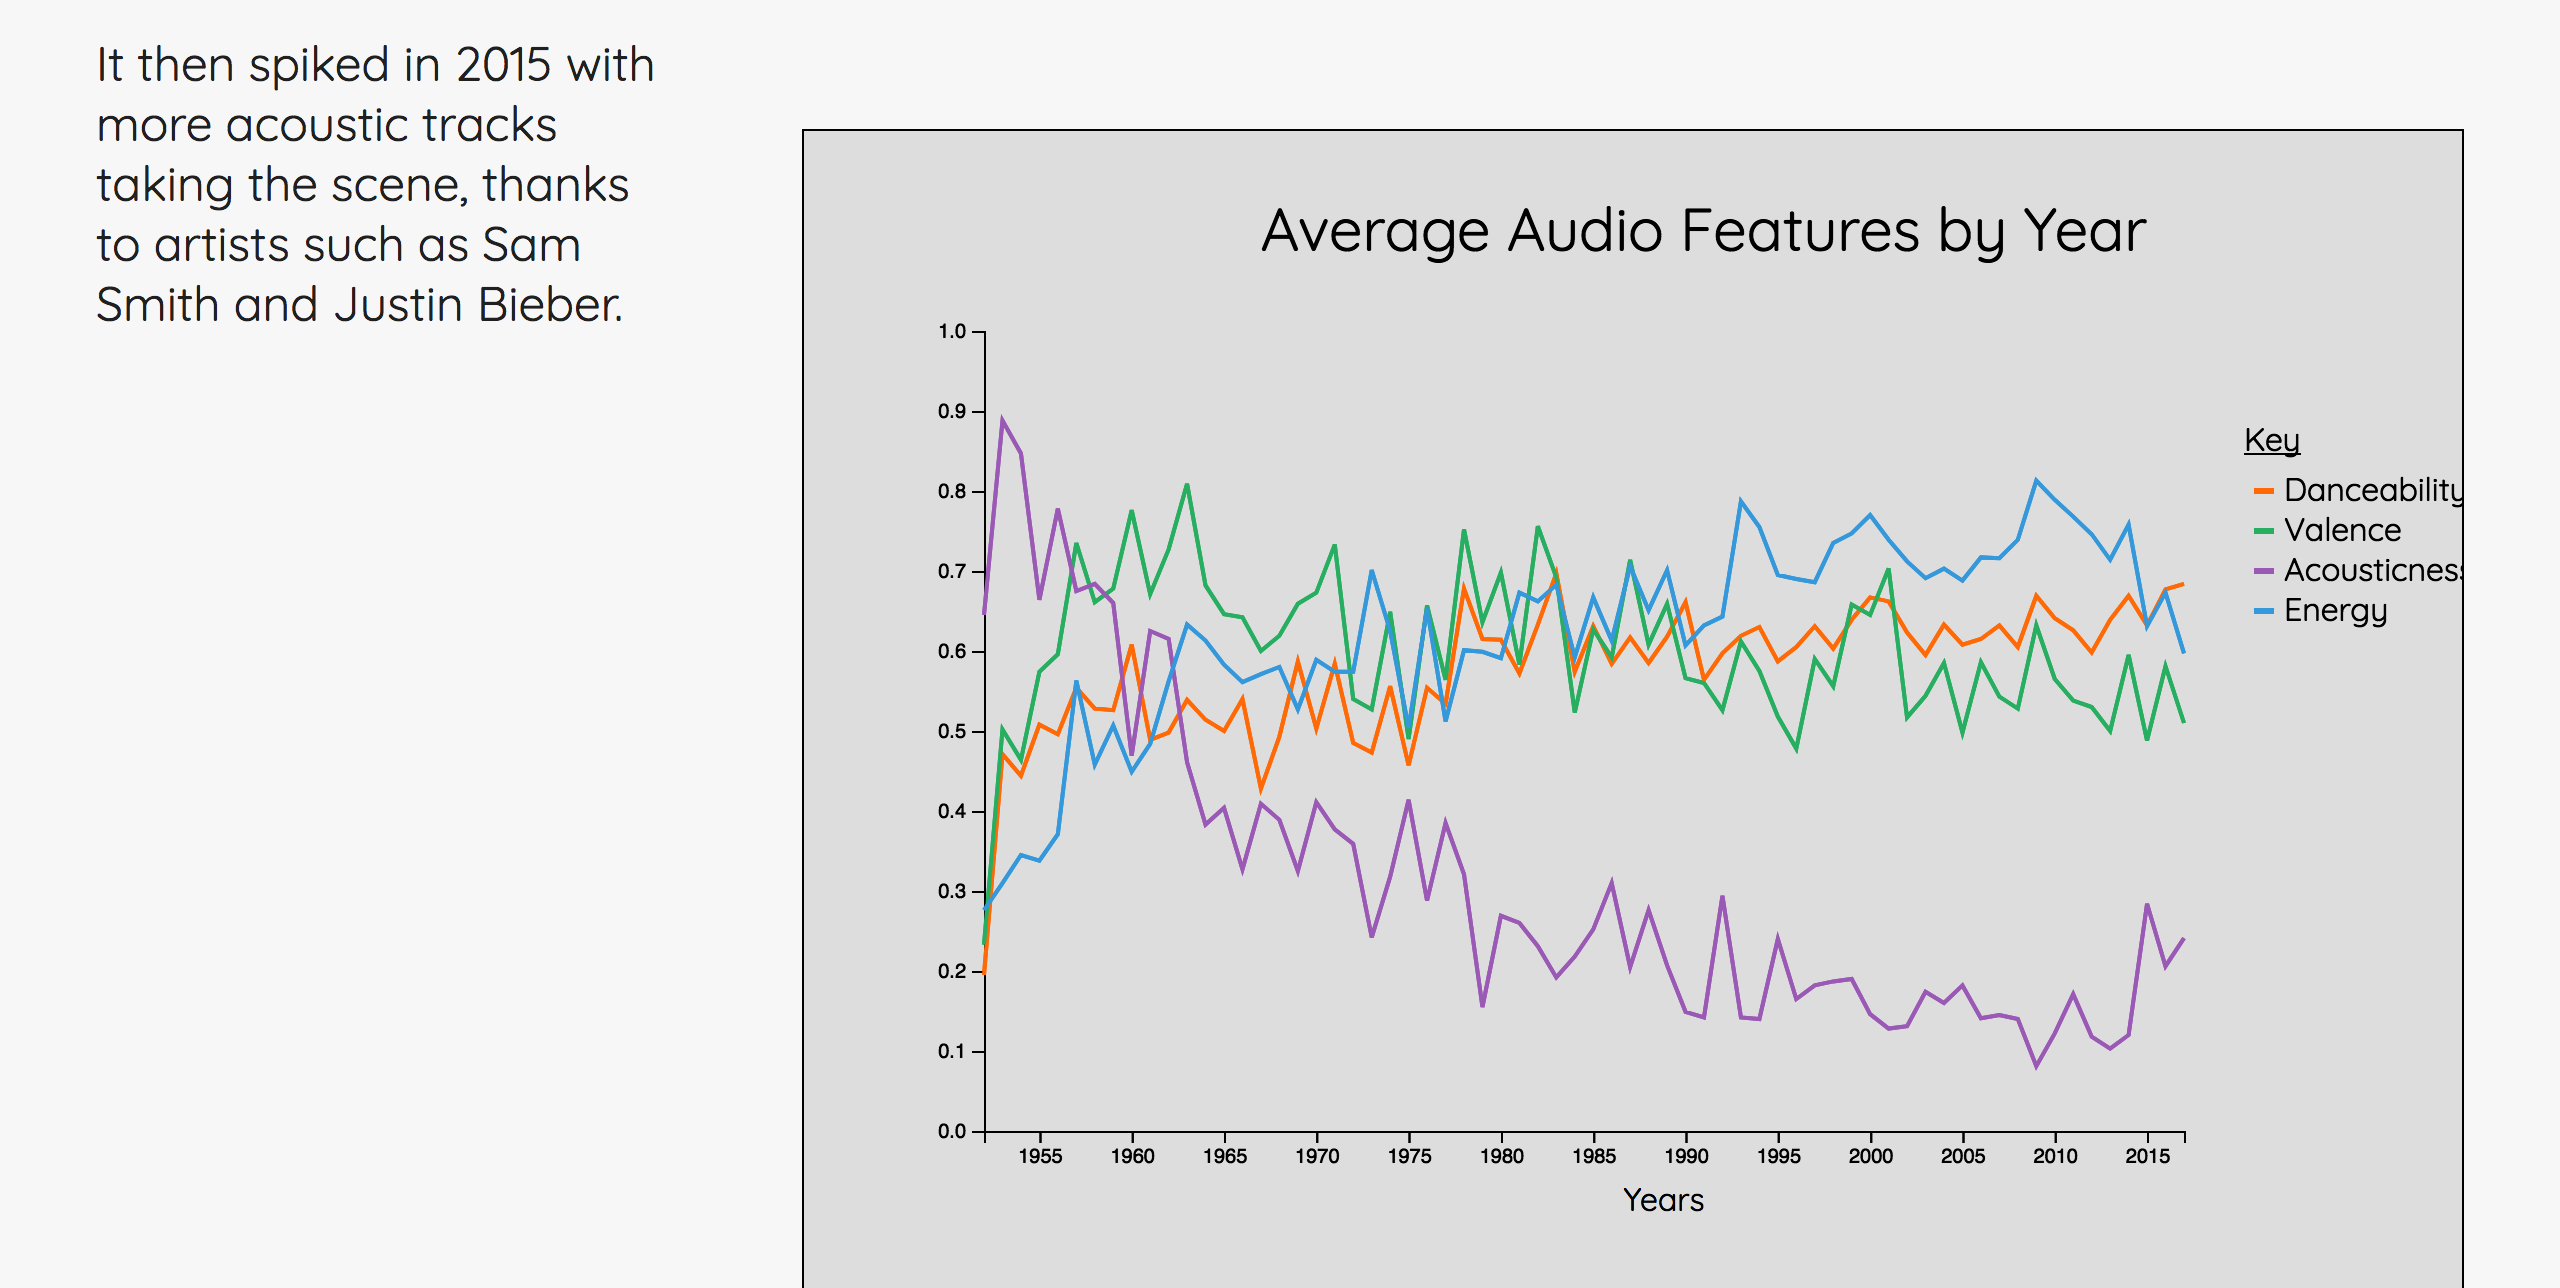 It then spiked in 2015 with
more acoustic tracks
taking the scene, thanks
to artists such as Sam
Smith and Justin Bieber.
Average Audio Features by Year
1.0
0.9
0.8
0.7
0.6
0.5
0.4
0.3
0.2
0.1
0.0
1955 1960 1965 1970 1975 1980 1985 1990 1995 2000 2005 2010 2015
Years
Key
Danceability
Valence
Acousticness
Energy